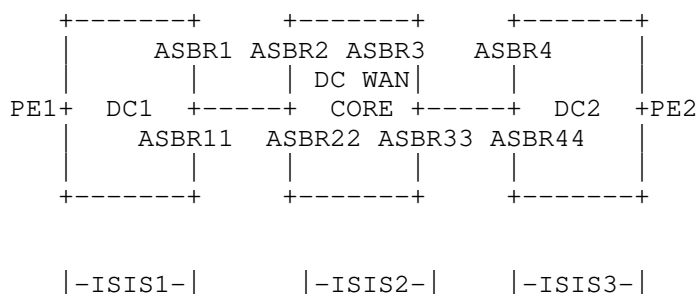 +-------+ +-------+ +-------+
| ASBR1 ASBR2 ASBR3 ASBR4 |
| | | DC WAN| | |
PE1+ DC1 +-----+ CORE +-----+ DC2 +PE2
| ASBR11 ASBR22 ASBR33 ASBR44 |
| | | | | |
+-------+ +-------+ +-------+
|-ISIS1-| |-ISIS2-| |-ISIS3-|